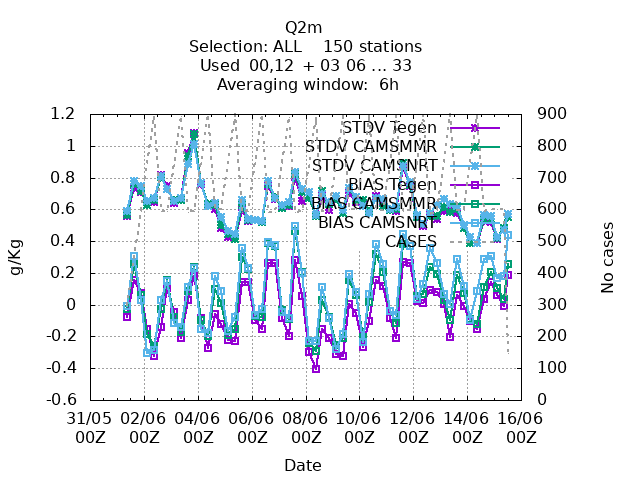 Q2m
Selection: ALL 150 stations
Used 00,12 + 03 06 ... 33
Averaging window: 6h
1.2
1
0.8
0.6
0.4
0.2
0
-0.2
-0.4
-0.6
g/Kg
STDV Tegen
STDV CAMSMMR
STDV CAMSNRT
BIAS Tegen
BIAS CAMSMMR
BIAS CAMSNRT
CASES
900
800
700
600
500
400
300
200
100
0
No cases
31/05 02/06 04/06 06/06 08/06 10/06 12/06 14/06 16/06
00Z 00Z 00Z 00Z 00Z 00Z 00Z 00Z 00Z
Date